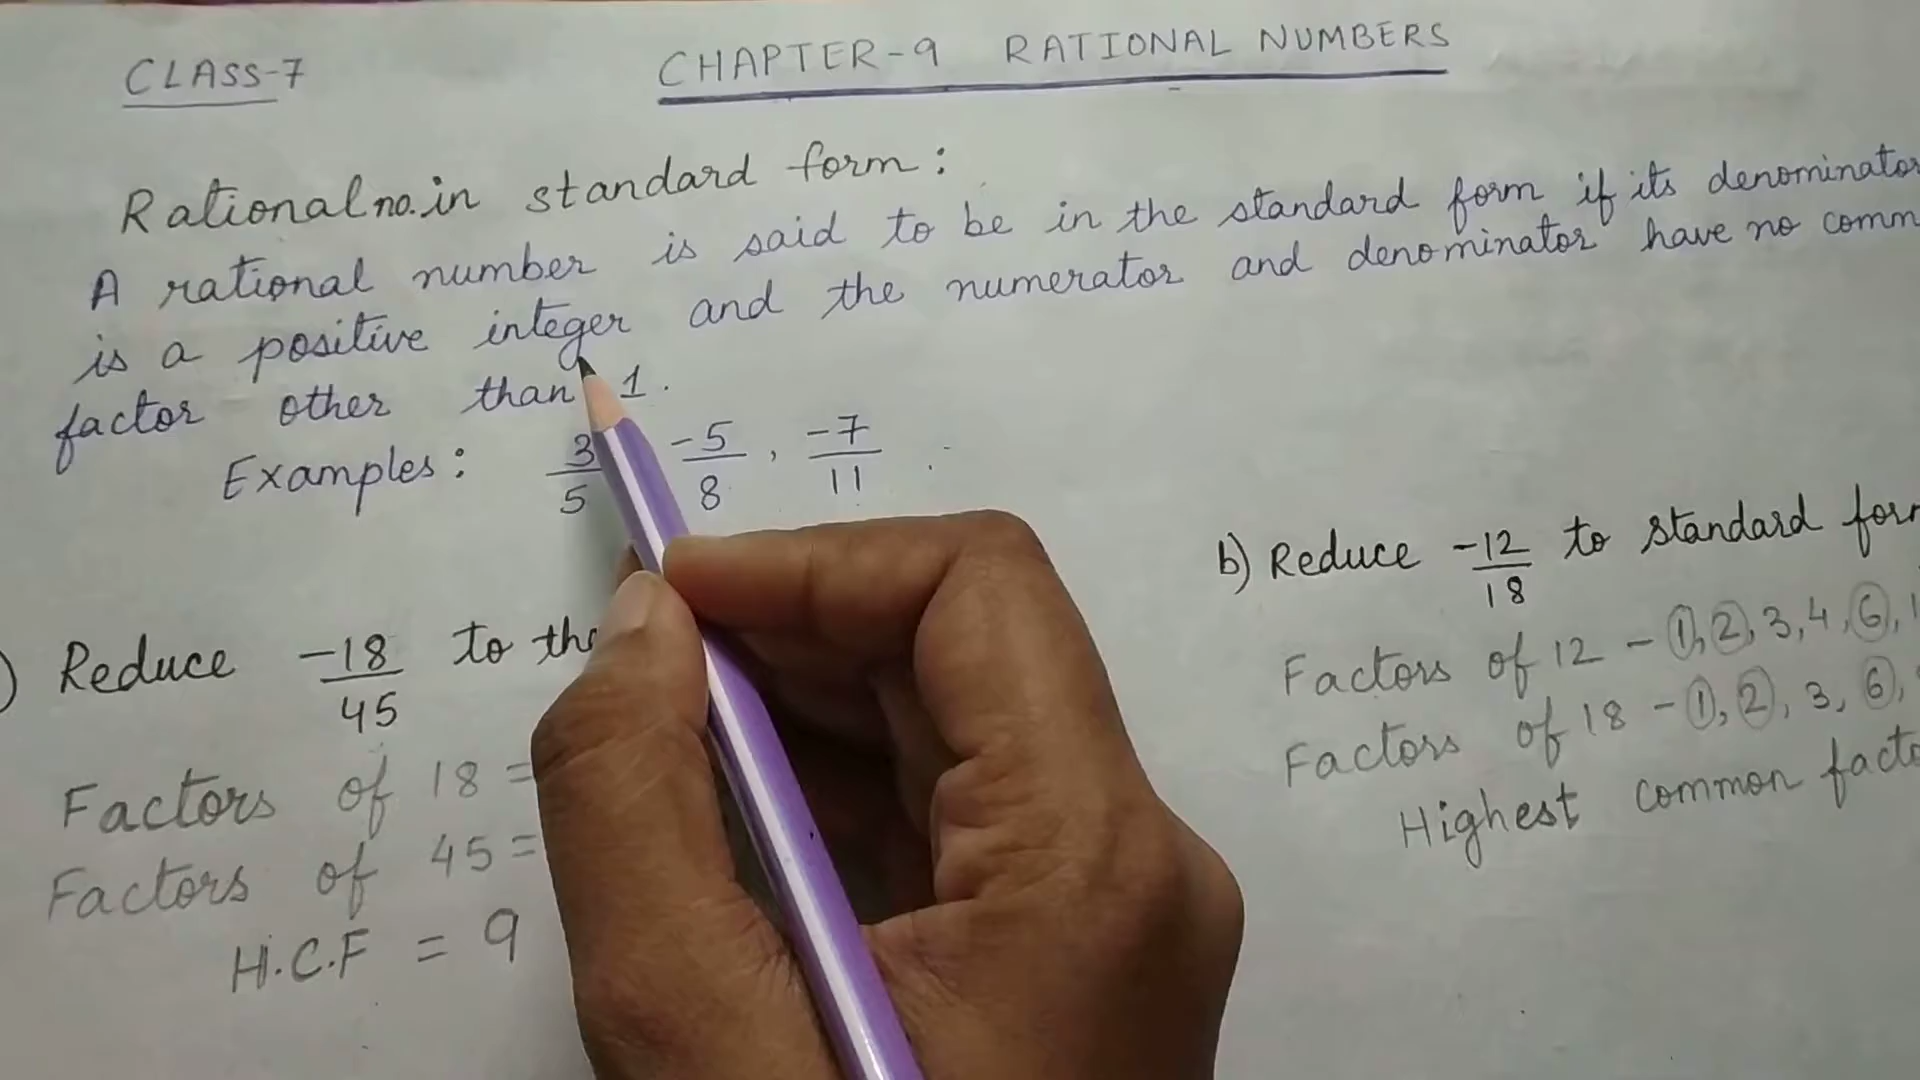 CLASS-7
CHAPTER-9 RATIONAL NUMBERS
Rational no. in standard form:
A rational number is said to be in the standard form if its denominator
is a positive integer and the numerator and denominator have no comm
factor other than 1.
Examples: 3/5 -5/8, -7/11
) Reduce -18/45 to the
Factors of 18 =
Factors of 45 =
H.C.F = 9
b) Reduce -12/18 to standard for
Factors of 12 - 1, 2, 3, 4, 6, 1
Factors of 18 - 1, 2, 3, 6,
Highest common facto